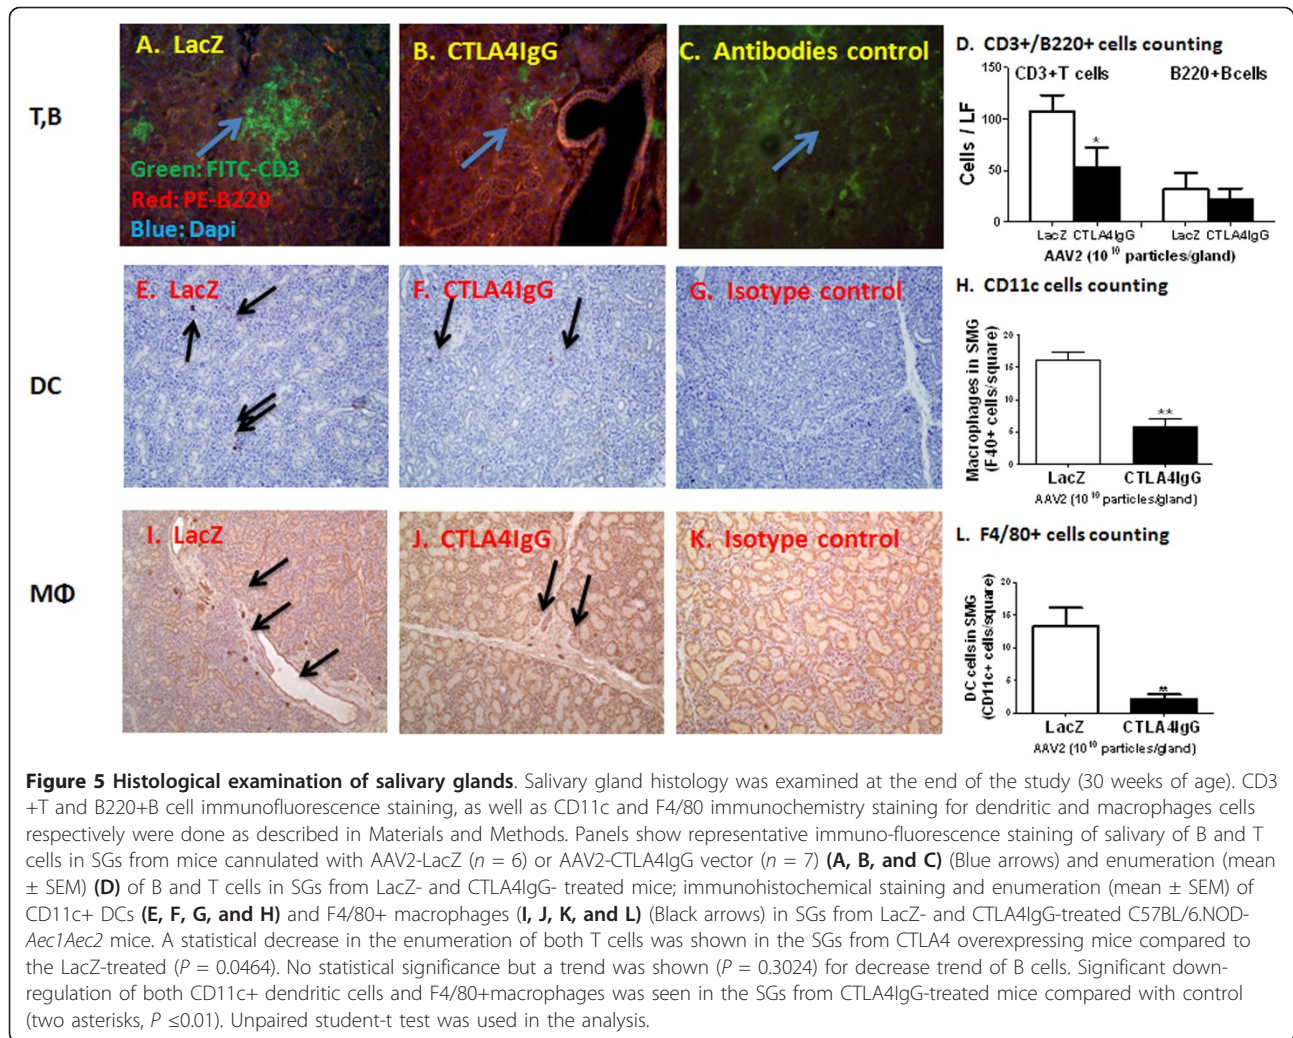 A. LacZ
B. CTLA4IgG
C. Antibodies control
T,B
Green: FITC-CD3
Red: PE-B220
Blue: Dapi
D. CD3+/B220+ cells counting
150
CD3+T cells
B220+Bcells
100
*
50
0
Cells / LF
LacZ CTLA4IgG
LacZ CTLA4IgG
AAV2 (10¹⁰ particles/gland)
E. LacZ
F. CTLA4IgG
G. Isotype control
DC
H. CD11c cells counting
20
15
10
5
0
**
Macrophages in SMG
(F40+ cells/square)
LacZ
CTLA4IgG
AAV2 (10¹⁰ particles/gland)
I. LacZ
J. CTLA4IgG
K. Isotype control
MΦ
L. F4/80+ cells counting
20
15
10
5
0
**
DC cells in SMG
(CD11c+ cells/square)
LacZ
CTLA4IgG
AAV2 (10¹⁰ particles/gland)
Figure 5 Histological examination of salivary glands. Salivary gland histology was examined at the end of the study (30 weeks of age). CD3
+T and B220+B cell immunofluorescence staining, as well as CD11c and F4/80 immunochemistry staining for dendritic and macrophages cells
respectively were done as described in Materials and Methods. Panels show representative immuno-fluorescence staining of salivary of B and T
cells in SGs from mice cannulated with AAV2-LacZ (n = 6) or AAV2-CTLA4IgG vector (n = 7) (A, B, and C) (Blue arrows) and enumeration (mean
± SEM) (D) of B and T cells in SGs from LacZ- and CTLA4IgG- treated mice; immunohistochemical staining and enumeration (mean ± SEM) of
CD11c+ DCs (E, F, G, and H) and F4/80+ macrophages (I, J, K, and L) (Black arrows) in SGs from LacZ- and CTLA4IgG-treated C57BL/6.NOD-
Aec1Aec2 mice. A statistical decrease in the enumeration of both T cells was shown in the SGs from CTLA4 overexpressing mice compared to
the LacZ-treated (P = 0.0464). No statistical significance but a trend was shown (P = 0.3024) for decrease trend of B cells. Significant down-
regulation of both CD11c+ dendritic cells and F4/80+macrophages was seen in the SGs from CTLA4IgG-treated mice compared with control
(two asterisks, P ≤0.01). Unpaired student-t test was used in the analysis.